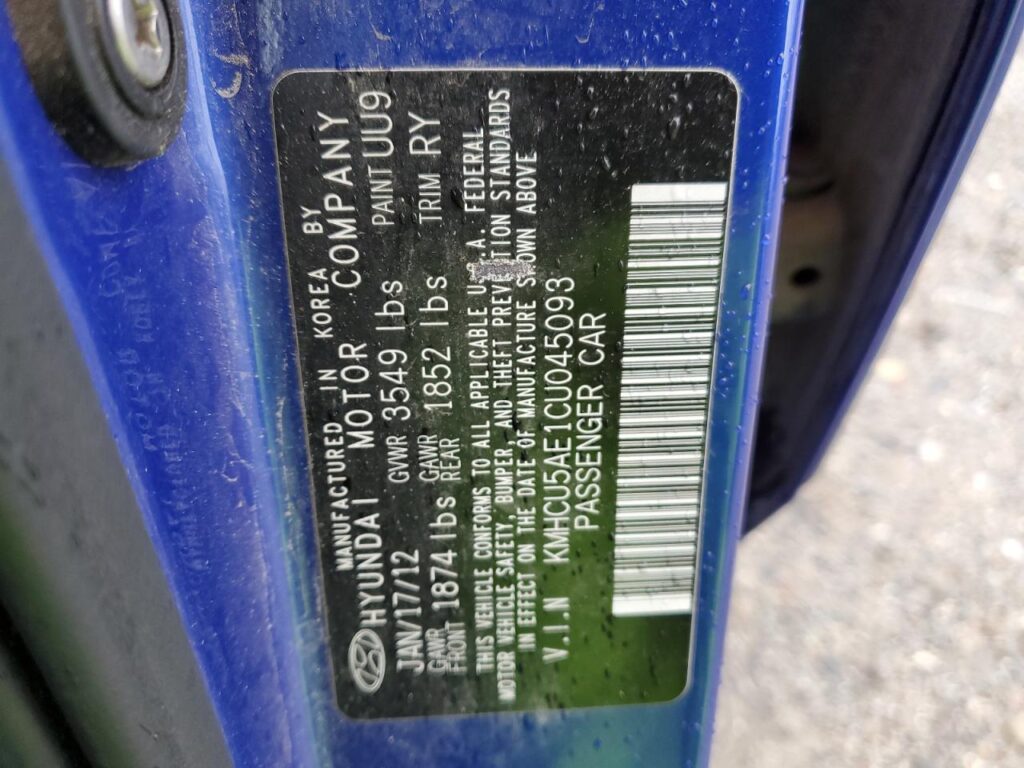 MANUFACTURED IN KOREA BY
HYUNDAI MOTOR COMPANY
JAN/17/12 GVWR 3549 lbs PAINT UU9
GAWR FRONT 1874 lbs GAWR REAR 1852 lbs TRIM RY
THIS VEHICLE CONFORMS TO ALL APPLICABLE U.S.A. FEDERAL
MOTOR VEHICLE SAFETY, BUMPER, AND THEFT PREVENTION STANDARDS
IN EFFECT ON THE DATE OF MANUFACTURE SHOWN ABOVE
V.I.N KMHCU5AE1CU045093
PASSENGER CAR